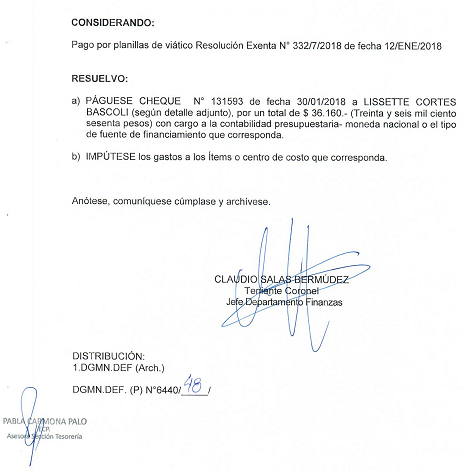 CONSIDERANDO:
Pago por planillas de viático Resolución Exenta N° 332/7/2018 de fecha 12/ENE/2018
RESUELVO:
a) PÁGUESE CHEQUE N° 131593 de fecha 30/01/2018 a LISSETTE CORTES
BASCOLI (según detalle adjunto), por un total de $ 36.160.- (Treinta y seis mil ciento
sesenta pesos) con cargo a la contabilidad presupuestaria- moneda nacional o el tipo
de fuente de financiamiento que corresponda.
b) IMPÚTESE los gastos a los Ítems o centro de costo que corresponda.
Anótese, comuníquese cúmplase y archívese.
CLAUDIO SALAS BERMÚDEZ
Teniente Coronel
Jefe Departamento Finanzas
DISTRIBUCIÓN:
1.DGMN.DEF (Arch.)
DGMN.DEF. (P) N°6440/ 48 /
PABLA CARMONA PALO
Asesor Sección Tesorería